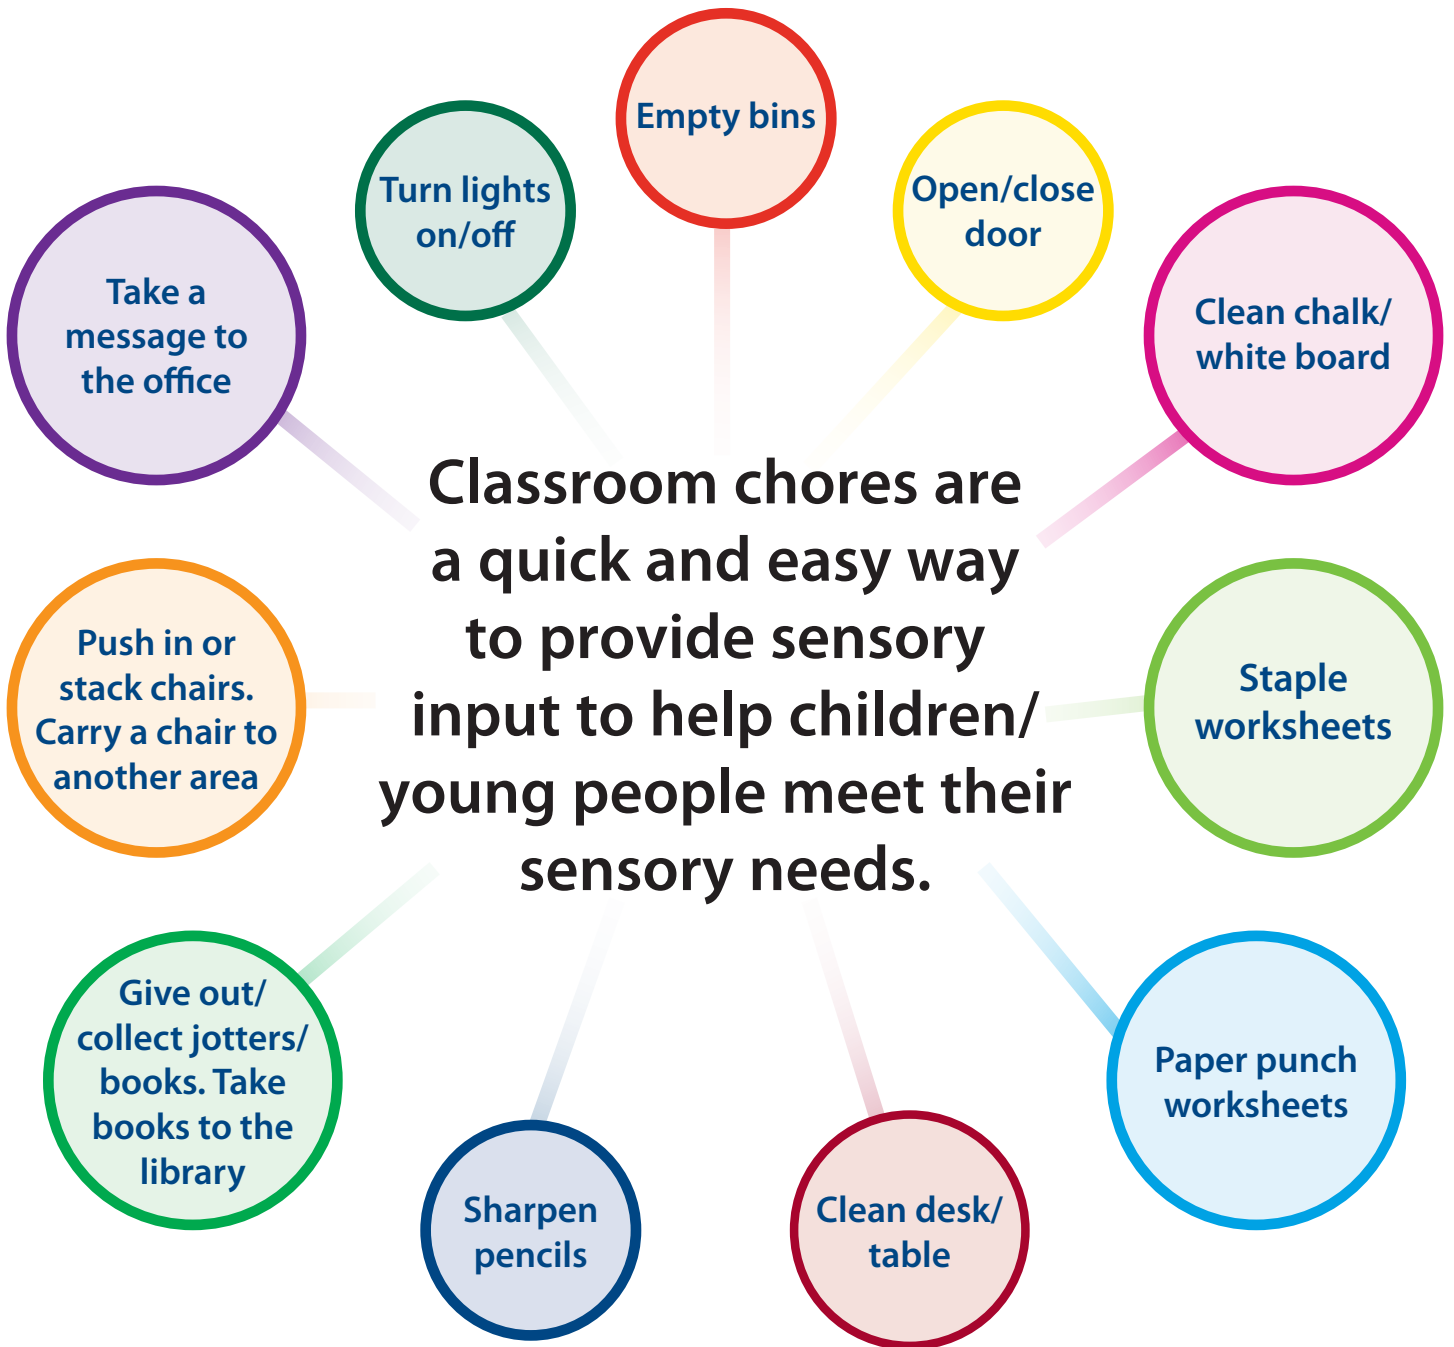 Empty bins
Turn lights
on/off
Open/close
door
Take a
message to
the office
Clean chalk/
white board
Classroom chores are
a quick and easy way
to provide sensory
input to help children/
young people meet their
sensory needs.
Push in or
stack chairs.
Carry a chair to
another area
Staple
worksheets
Give out/
collect jotters/
books. Take
books to the
library
Paper punch
worksheets
Sharpen
pencils
Clean desk/
table